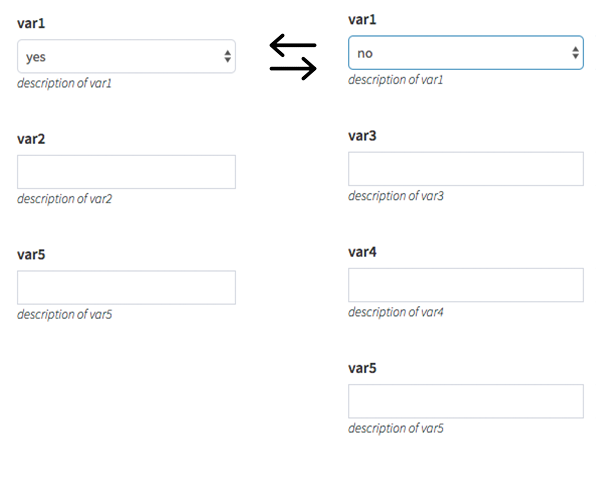 var1
yes
description of var1
var2
description of var2
var5
description of var5
var1
no
description of var1
var3
description of var3
var4
description of var4
var5
description of var5